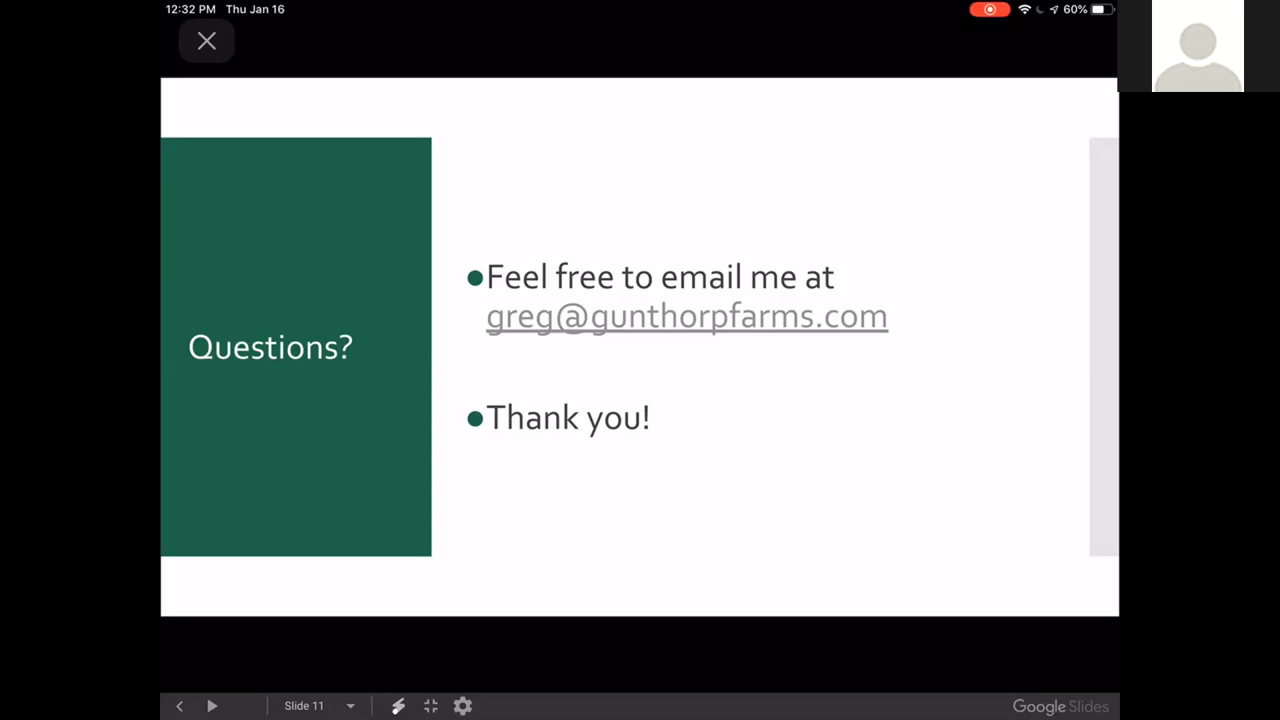 12:32 PM Thu Jan 16
60%
Questions?
●Feel free to email me at
greg@gunthorpfarms.com
●Thank you!
Slide 11
Google Slides